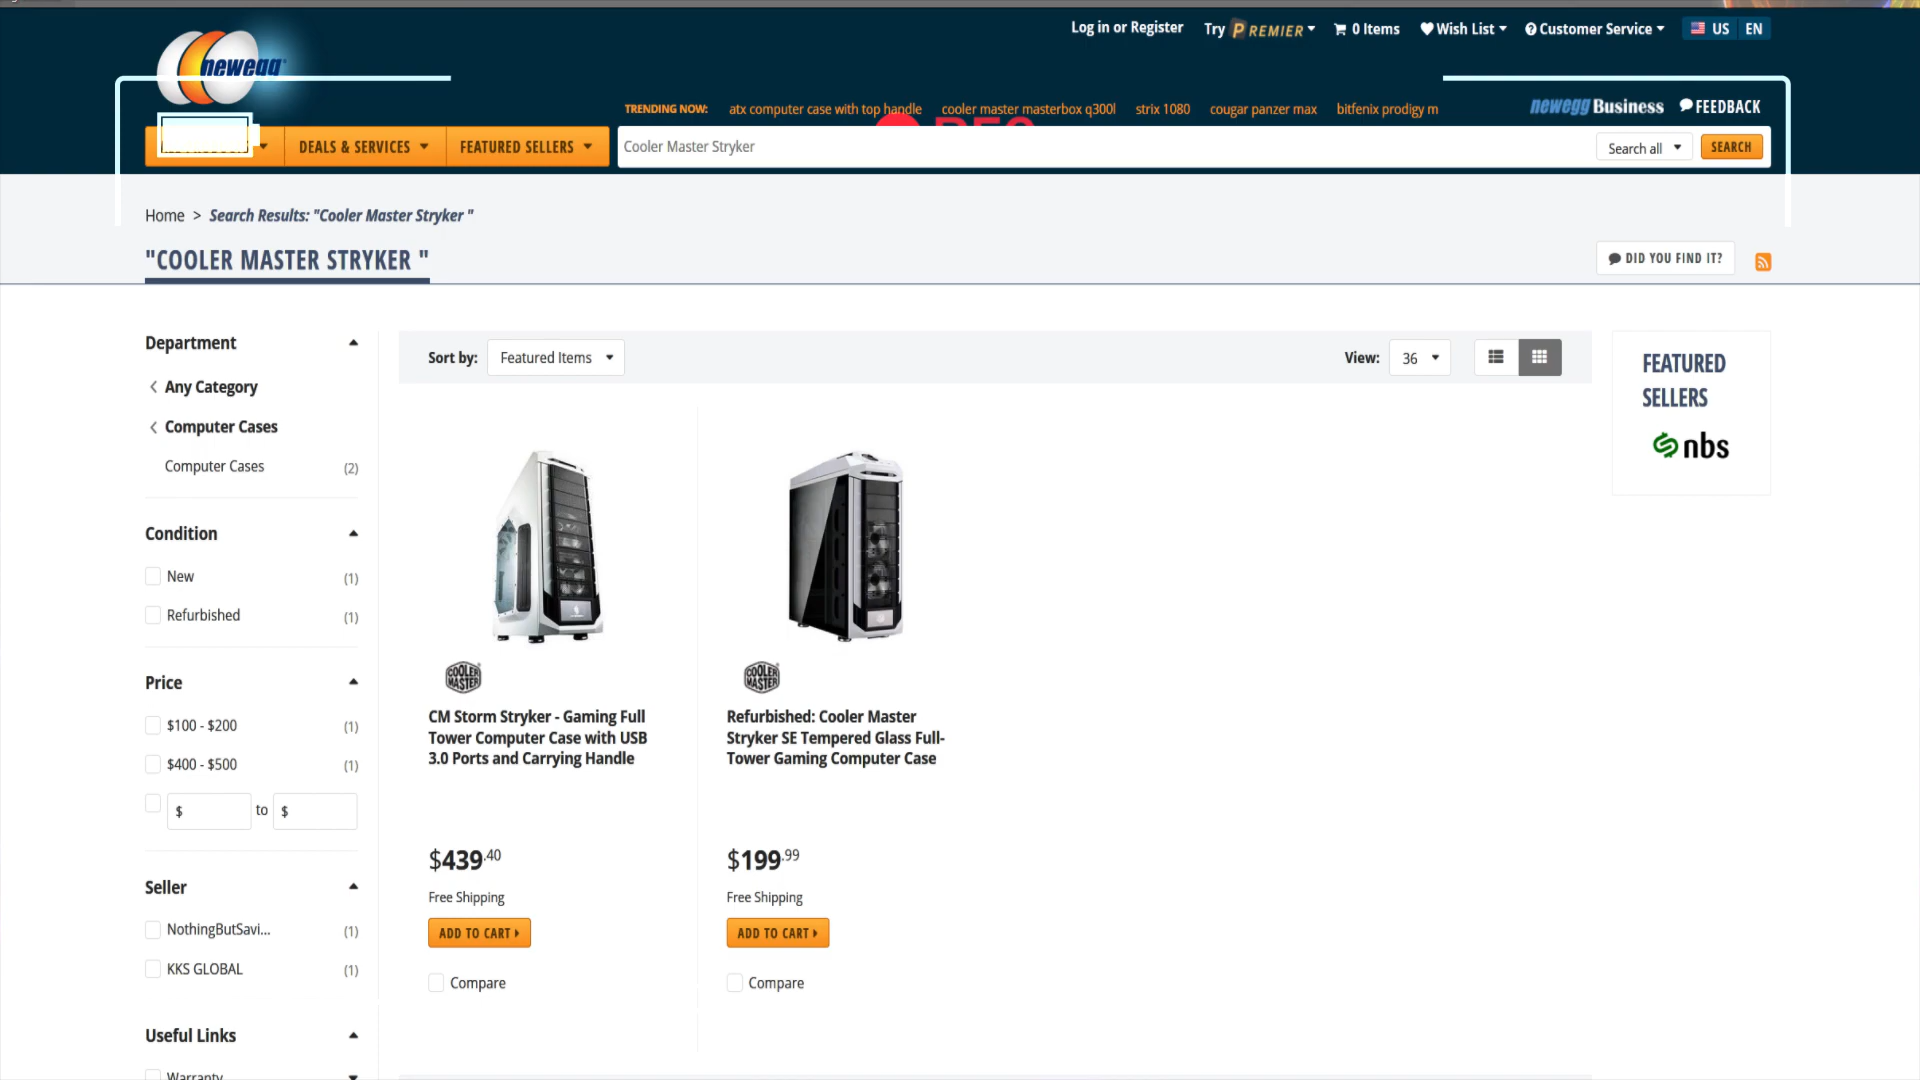 Log in or Register
Try PREMIER
0 Items
Wish List
Customer Service
US
EN
newegg
TRENDING NOW:
atx computer case with top handle
cooler master masterbox q300l
strix 1080
cougar panzer max
bitfenix prodigy m
newegg Business
FEEDBACK
DEALS & SERVICES
FEATURED SELLERS
Cooler Master Stryker
Search all
SEARCH
Home > Search Results: "Cooler Master Stryker "
"COOLER MASTER STRYKER "
DID YOU FIND IT?
Department
Any Category
Computer Cases
Computer Cases (2)
Condition
New (1)
Refurbished (1)
Price
$100 - $200 (1)
$400 - $500 (1)
$ to $
Seller
NothingButSavi... (1)
KKS GLOBAL (1)
Useful Links
Warranty
Sort by: Featured Items
View: 36
COOLER
MASTER
CM Storm Stryker - Gaming Full
Tower Computer Case with USB
3.0 Ports and Carrying Handle
$439.40
Free Shipping
ADD TO CART
Compare
COOLER
MASTER
Refurbished: Cooler Master
Stryker SE Tempered Glass Full-
Tower Gaming Computer Case
$199.99
Free Shipping
ADD TO CART
Compare
FEATURED
SELLERS
nbs